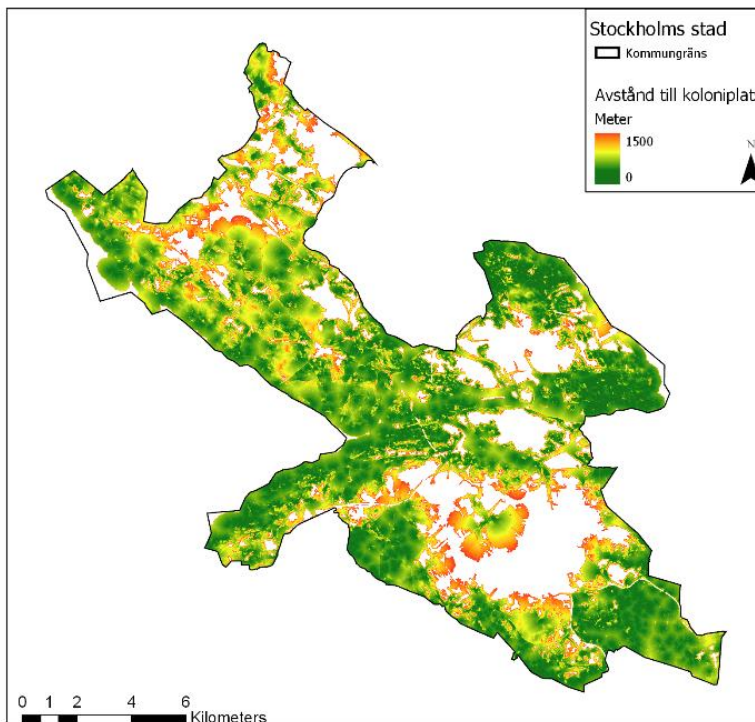 Stockholms stad
Kommungräns
Avstånd till koloniplat
Meter
1500
0
N
0 1 2 4 6
Kilometers